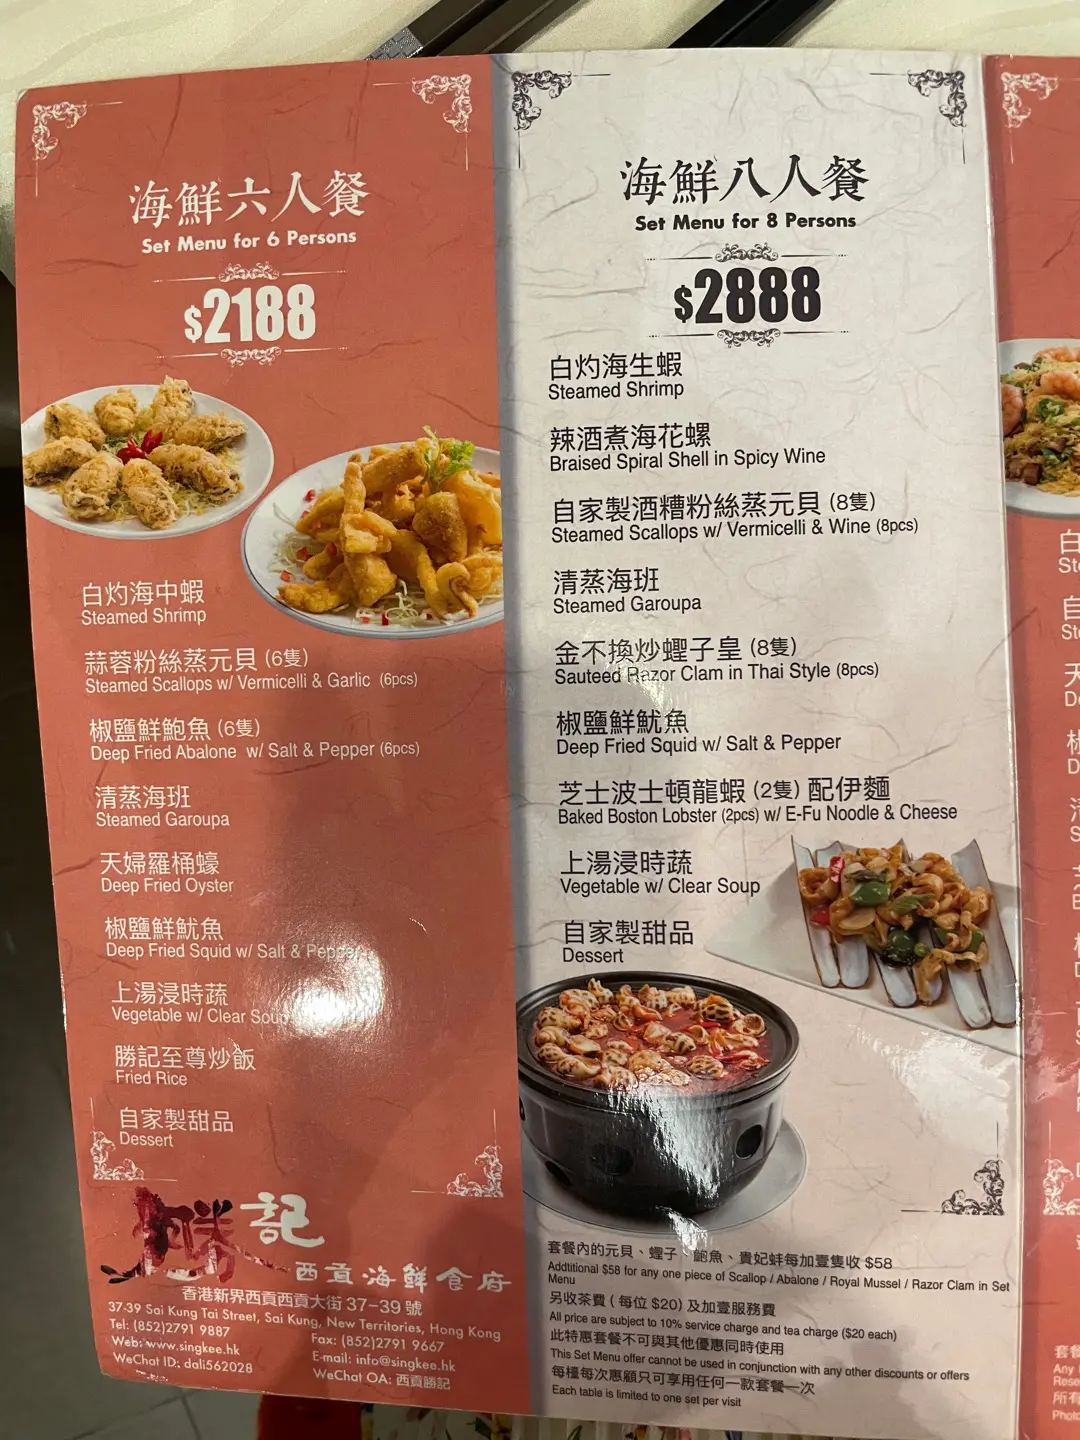 海鮮六人餐
Set Menu for 6 Persons
$2188
白灼海中蝦
Steamed Shrimp
蒜蓉粉絲蒸元貝 (6隻)
Steamed Scallops w/ Vermicelli & Garlic (6pcs)
椒鹽鮮鮑魚 (6隻)
Deep Fried Abalone w/ Salt & Pepper (6pcs)
清蒸海班
Steamed Garoupa
天婦羅桶蠔
Deep Fried Oyster
椒鹽鮮魷魚
Deep Fried Squid w/ Salt & Pepper
上湯浸時蔬
Vegetable w/ Clear Soup
勝記至尊炒飯
Fried Rice
自家製甜品
Dessert
勝記
西貢海鮮食府
香港新界西貢西貢大街 37-39 號
37-39 Sai Kung Tai Street, Sai Kung, New Territories, Hong Kong
Tel: (852)2791 9887
Fax: (852)2791 9667
Web: www.singkee.hk
E-mail: info@singkee.hk
WeChat ID: dali562028
WeChat OA: 西貢勝記
海鮮八人餐
Set Menu for 8 Persons
$2888
白灼海生蝦
Steamed Shrimp
辣酒煮海花螺
Braised Spiral Shell in Spicy Wine
自家製酒糟粉絲蒸元貝 (8隻)
Steamed Scallops w/ Vermicelli & Wine (8pcs)
清蒸海班
Steamed Garoupa
金不換炒蟶子皇 (8隻)
Sauteed Razor Clam in Thai Style (8pcs)
椒鹽鮮魷魚
Deep Fried Squid w/ Salt & Pepper
芝士波士頓龍蝦 (2隻) 配伊麵
Baked Boston Lobster (2pcs) w/ E-Fu Noodle & Cheese
上湯浸時蔬
Vegetable w/ Clear Soup
自家製甜品
Dessert
套餐內的元貝、蟶子、鮑魚、貴妃蚌每加壹隻收 $58
Addtitional $58 for any one piece of Scallop / Abalone / Royal Mussel / Razor Clam in Set
Menu
另收茶費 ( 每位 $20) 及加壹服務費
All price are subject to 10% service charge and tea charge ($20 each)
此特惠套餐不可與其他優惠同時使用
This Set Menu offer cannot be used in conjunction with any other discounts or offers
每檯每次惠顧只可享用任何一款套餐一次
Each table is limited to one set per visit